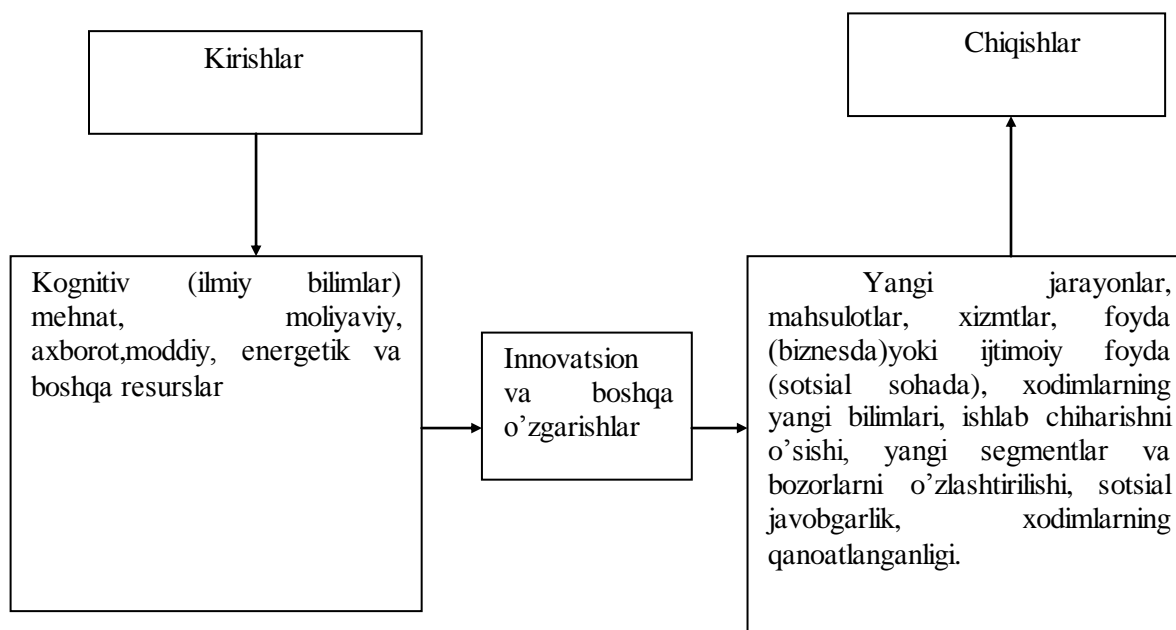 Kirishlar
Chiqishlar
Kognitiv (ilmiy bilimlar)
mehnat, moliyaviy,
axborot,moddiy, energetik va
boshqa resurslar
Innovatsion
va boshqa
o’zgarishlar
Yangi jarayonlar,
mahsulotlar, xizmtlar, foyda
(biznesda)yoki ijtimoiy foyda
(sotsial sohada), xodimlarning
yangi bilimlari, ishlab chiharishni
o’sishi, yangi segmentlar va
bozorlarni o’zlashtirilishi, sotsial
javobgarlik, xodimlarning
qanoatlanganligi.